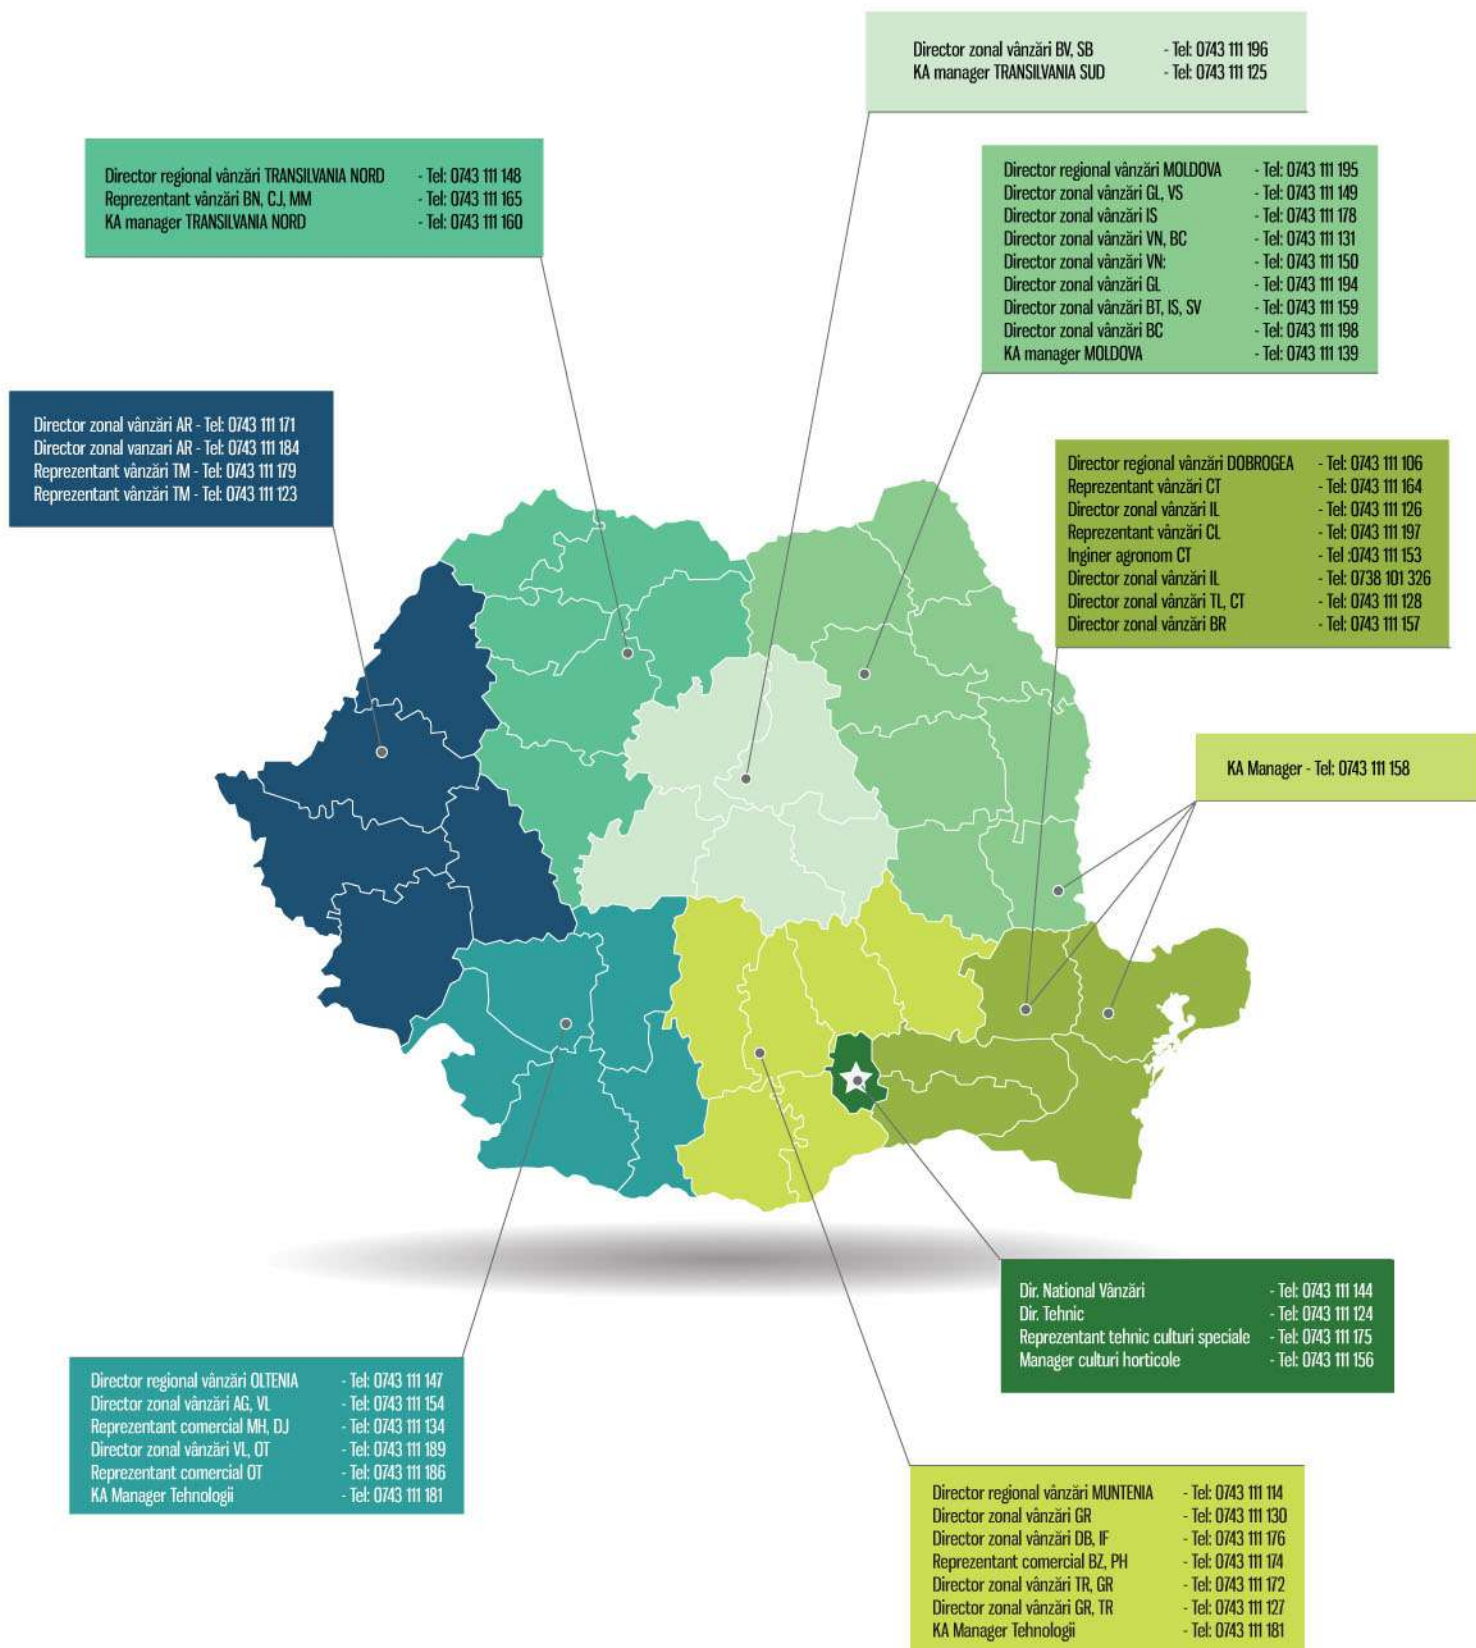 Director zonal vânzări BV, SB - Tel: 0743 111 196
KA manager TRANSILVANIA SUD - Tel: 0743 111 125
Director regional vânzări TRANSILVANIA NORD - Tel: 0743 111 148
Reprezentant vânzări BN, CJ, MM - Tel: 0743 111 165
KA manager TRANSILVANIA NORD - Tel: 0743 111 160
Director regional vânzări MOLDOVA - Tel: 0743 111 195
Director zonal vânzări GL, VS - Tel: 0743 111 149
Director zonal vânzări IS - Tel: 0743 111 178
Director zonal vânzări VN, BC - Tel: 0743 111 131
Director zonal vânzări VN: - Tel: 0743 111 150
Director zonal vânzări GL - Tel: 0743 111 194
Director zonal vânzări BT, IS, SV - Tel: 0743 111 159
Director zonal vânzări BC - Tel: 0743 111 198
KA manager MOLDOVA - Tel: 0743 111 139
Director zonal vânzări AR - Tel: 0743 111 171
Director zonal vanzari AR - Tel: 0743 111 184
Reprezentant vânzări TM - Tel: 0743 111 179
Reprezentant vânzări TM - Tel: 0743 111 123
Director regional vânzări DOBROGEA - Tel: 0743 111 106
Reprezentant vânzări CT - Tel: 0743 111 164
Director zonal vânzări IL - Tel: 0743 111 126
Reprezentant vânzări CL - Tel: 0743 111 197
Inginer agronom CT - Tel :0743 111 153
Director zonal vânzări IL - Tel: 0738 101 326
Director zonal vânzări TL, CT - Tel: 0743 111 128
Director zonal vânzări BR - Tel: 0743 111 157
KA Manager - Tel: 0743 111 158
Dir. National Vânzări - Tel: 0743 111 144
Dir. Tehnic - Tel: 0743 111 124
Reprezentant tehnic culturi speciale - Tel: 0743 111 175
Manager culturi horticole - Tel: 0743 111 156
Director regional vânzări OLTENIA - Tel: 0743 111 147
Director zonal vânzări AG, VL - Tel: 0743 111 154
Reprezentant comercial MH, DJ - Tel: 0743 111 134
Director zonal vânzări VL, OT - Tel: 0743 111 189
Reprezentant comercial OT - Tel: 0743 111 186
KA Manager Tehnologii - Tel: 0743 111 181
Director regional vânzări MUNTENIA - Tel: 0743 111 114
Director zonal vânzări GR - Tel: 0743 111 130
Director zonal vânzări DB, IF - Tel: 0743 111 176
Reprezentant comercial BZ, PH - Tel: 0743 111 174
Director zonal vânzări TR, GR - Tel: 0743 111 172
Director zonal vânzări GR, TR - Tel: 0743 111 127
KA Manager Tehnologii - Tel: 0743 111 181